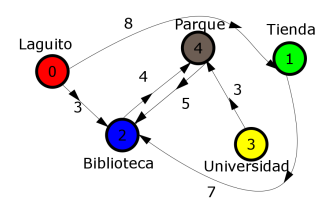 8
Parque
Tienda
Laguito
4
1
0
4
3
5
3
2
3
Biblioteca
Universidad
7